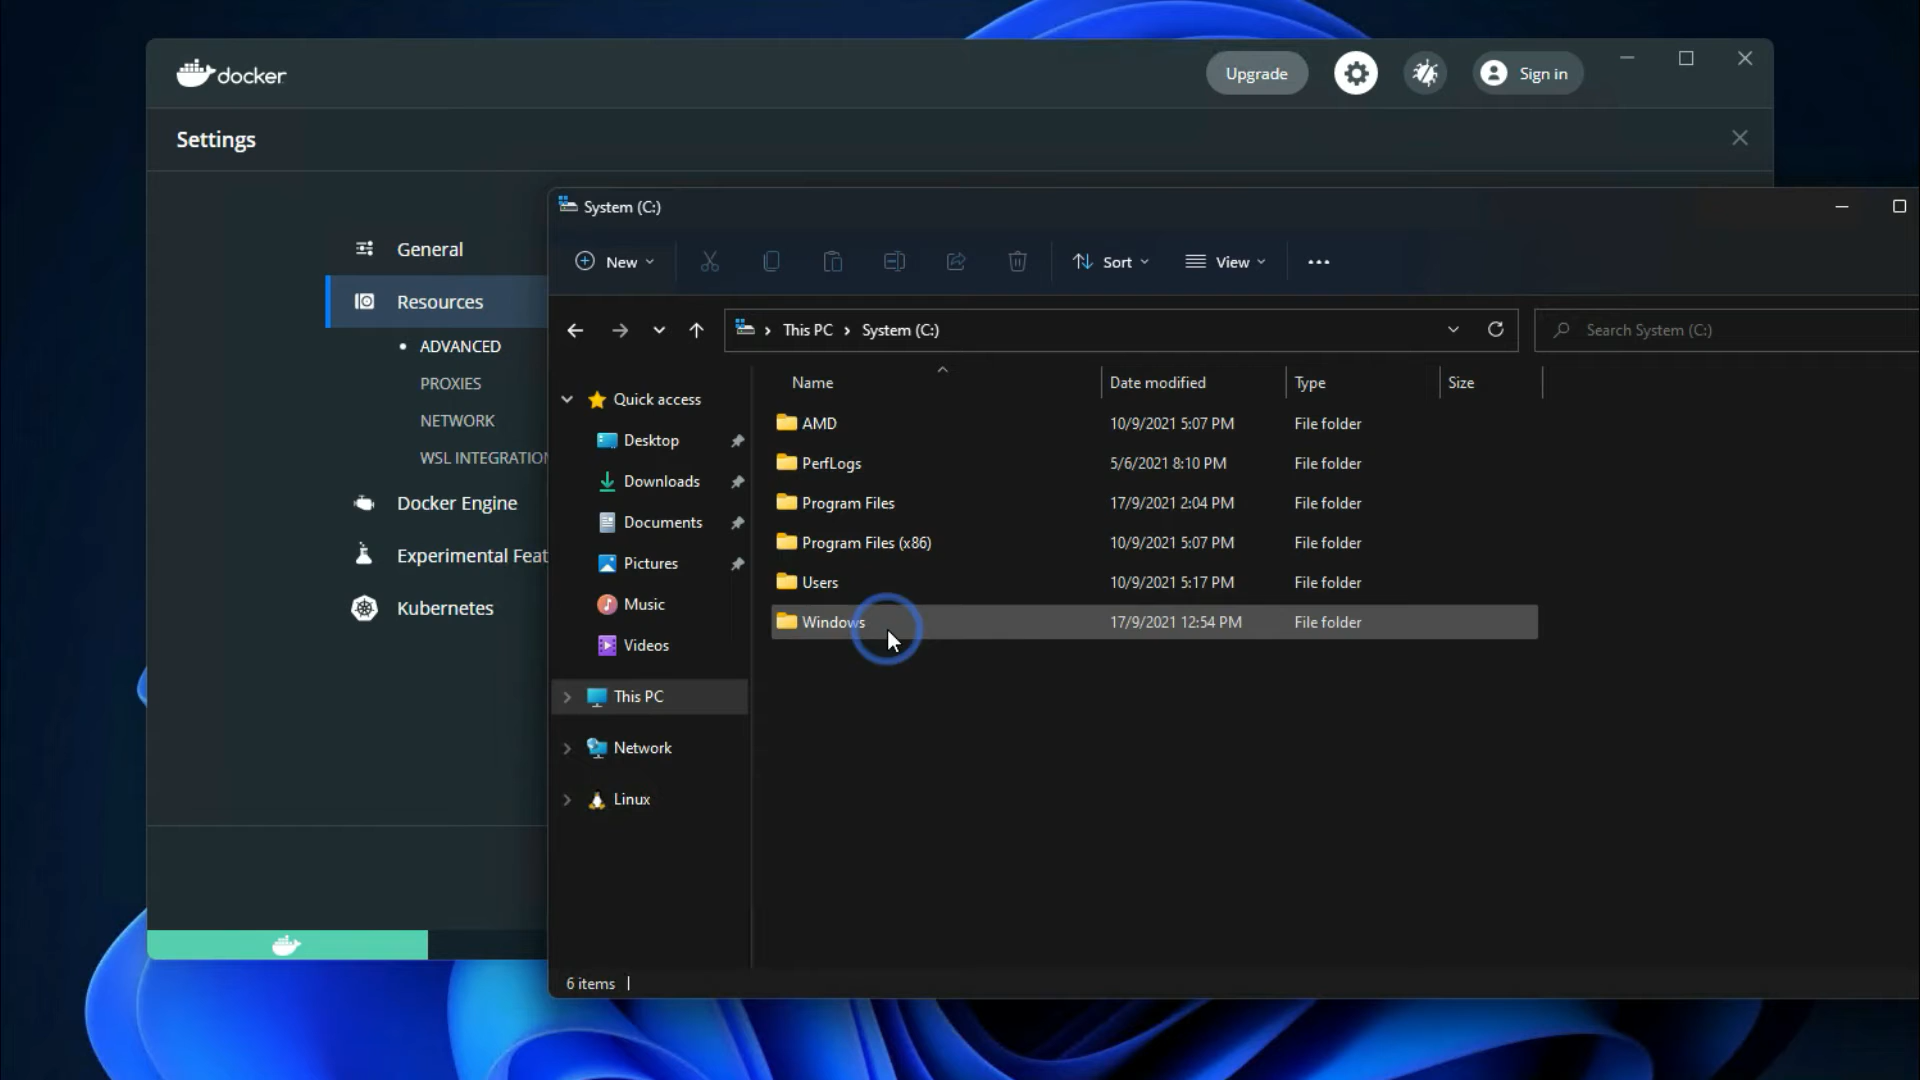 docker
Upgrade
Sign in
Settings
General
Resources
ADVANCED
PROXIES
NETWORK
WSL INTEGRATION
Docker Engine
Experimental Feat
Kubernetes
System (C:)
New
Sort
View
This PC
System (C:)
Search System (C:)
Quick access
Desktop
Downloads
Documents
Pictures
Music
Videos
This PC
Network
Linux
Name Date modified Type Size
AMD 10/9/2021 5:07 PM File folder
PerfLogs 5/6/2021 8:10 PM File folder
Program Files 17/9/2021 2:04 PM File folder
Program Files (x86) 10/9/2021 5:07 PM File folder
Users 10/9/2021 5:17 PM File folder
Windows 17/9/2021 12:54 PM File folder
6 items